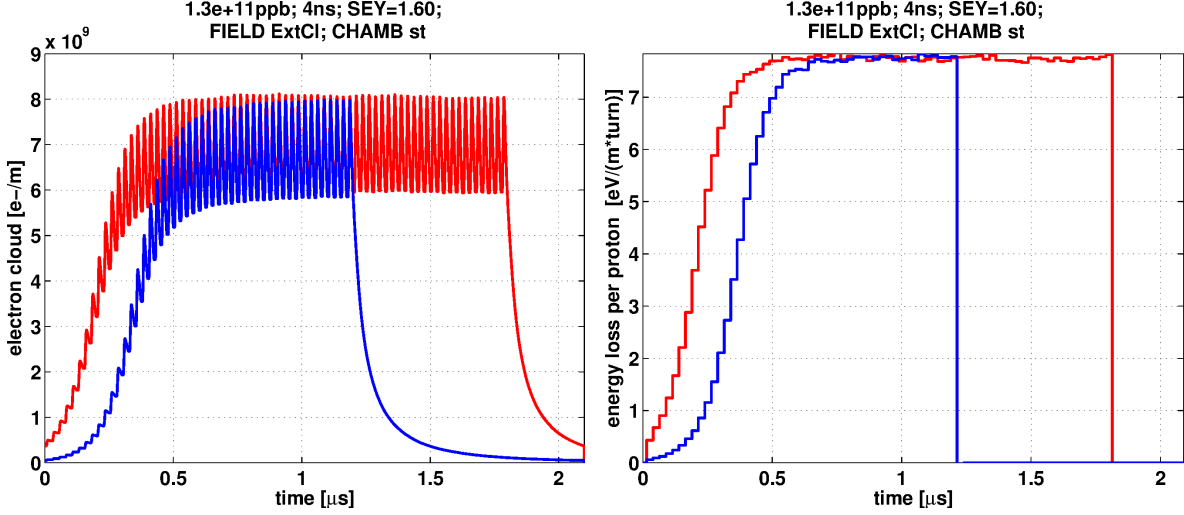 1.3e+11ppb; 4ns; SEY=1.60;
FIELD ExtCl; CHAMB st
x 10⁹
9
8
7
6
5
4
3
2
1
0
electron cloud [e−/m]
0 0.5 1 1.5 2
time [μs]
1.3e+11ppb; 4ns; SEY=1.60;
FIELD ExtCl; CHAMB st
7
6
5
4
3
2
1
0
energy loss per proton [eV/(m*turn)]
0 0.5 1 1.5 2
time [μs]